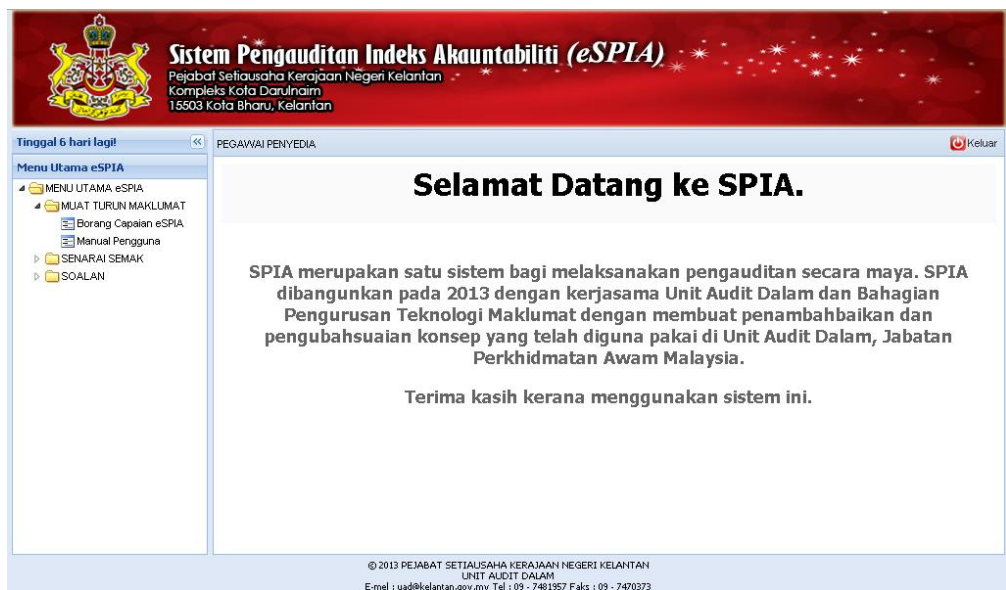 Sistem Pengauditan Indeks Akauntabiliti (eSPIA)
Pejabat Setiausaha Kerajaan Negeri Kelantan
Kompleks Kota Darulnaim
15503 Kota Bharu, Kelantan
Tinggal 6 hari lagi!
PEGAWAI PENYEDIA
Keluar
Menu Utama eSPIA
MENU UTAMA eSPIA
MUAT TURUN MAKLUMAT
Borang Capaian eSPIA
Manual Pengguna
SENARAI SEMAK
SOALAN
Selamat Datang ke SPIA.
SPIA merupakan satu sistem bagi melaksanakan pengauditan secara maya. SPIA
dibangunkan pada 2013 dengan kerjasama Unit Audit Dalam dan Bahagian
Pengurusan Teknologi Maklumat dengan membuat penambahbaikan dan
pengubahsuaian konsep yang telah diguna pakai di Unit Audit Dalam, Jabatan
Perkhidmatan Awam Malaysia.
Terima kasih kerana menggunakan sistem ini.
© 2013 PEJABAT SETIAUSAHA KERAJAAN NEGERI KELANTAN
UNIT AUDIT DALAM
E-mel : uad@kelantan.gov.my Tel : 09 - 7481957 Faks : 09 - 7470373